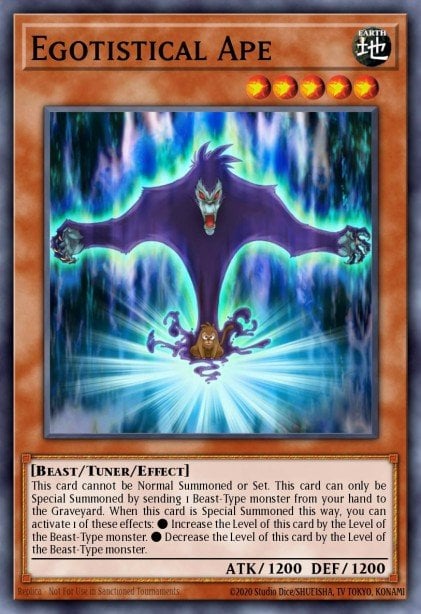 Egotistical Ape
EARTH
地
[Beast/Tuner/Effect]
This card cannot be Normal Summoned or Set. This card can only be
Special Summoned by sending 1 Beast-Type monster from your hand to
the Graveyard. When this card is Special Summoned this way, you can
activate 1 of these effects: ● Increase the Level of this card by the Level of
the Beast-Type monster. ● Decrease the Level of this card by the Level of
the Beast-Type monster.
ATK/1200 DEF/1200
Replica - Not For Use in Sanctioned Tournaments
©2020 Studio Dice/SHUEISHA, TV TOKYO, KONAMI